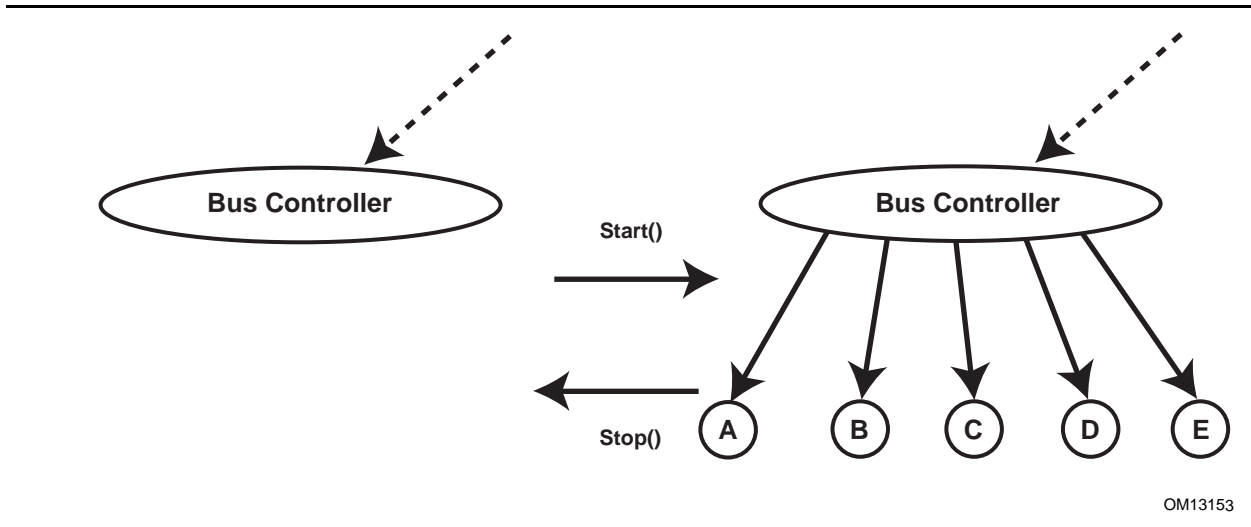 Bus Controller
Bus Controller
Start()
Stop()
A
B
C
D
E
OM13153